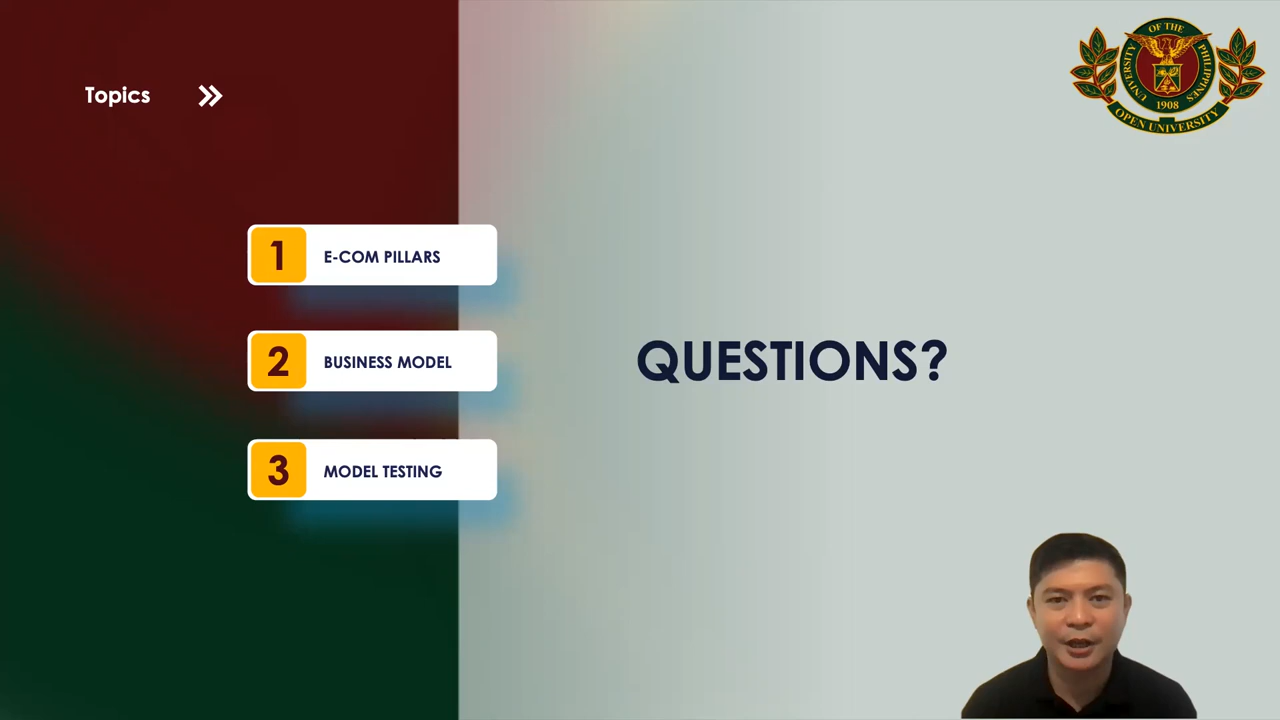 Topics
1
E-COM PILLARS
2
BUSINESS MODEL
3
MODEL TESTING
QUESTIONS?
UNIVERSITY OF THE PHILIPPINES
1908
OPEN UNIVERSITY